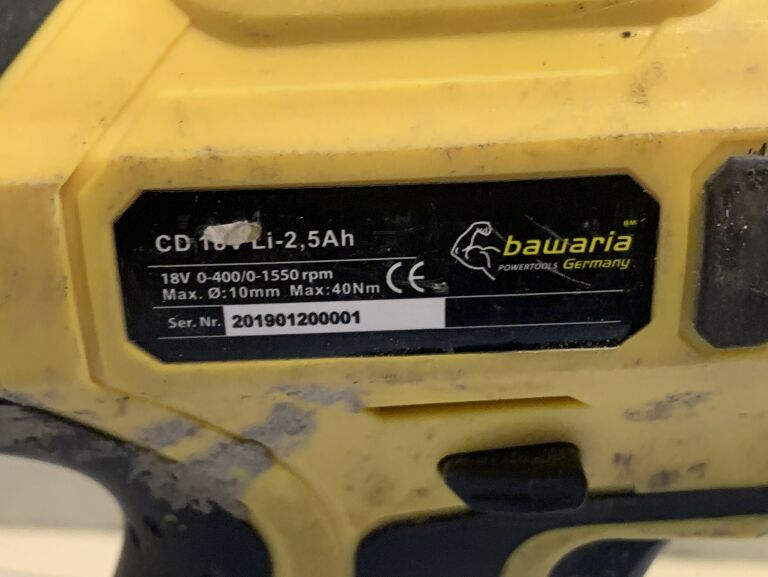 CD 18V Li-2,5Ah
18V 0-400/0-1550 rpm
Max. Ø:10mm Max:40Nm CE
Ser. Nr. 201901200001
bawaria
POWERTOOLS Germany